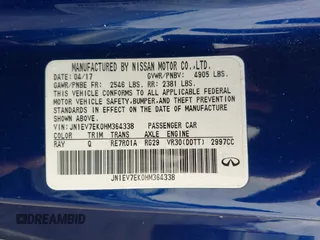 MANUFACTURED BY NISSAN MOTOR CO.,LTD.
DATE: 04/17 GVWR/PNBV: 4905 LBS.
GAWR/PNBE FR: 2546 LBS. RR: 2381 LBS.
THIS VEHICLE CONFORMS TO ALL APPLICABLE FEDERAL
MOTOR VEHICLE SAFETY,BUMPER,AND THEFT PREVENTION
STANDARDS IN EFFECT ON THE DATE OF MANUFACTURE
SHOWN ABOVE.
VIN: JN1EV7EK0HM364338 PASSENGER CAR
COLOR TRIM TRANS AXLE ENGINE
RAY Q RE7R01A RG29 VR30(DDTT) 2997CC
JN1EV7EK0HM364338
INFINITI
DREAMBID